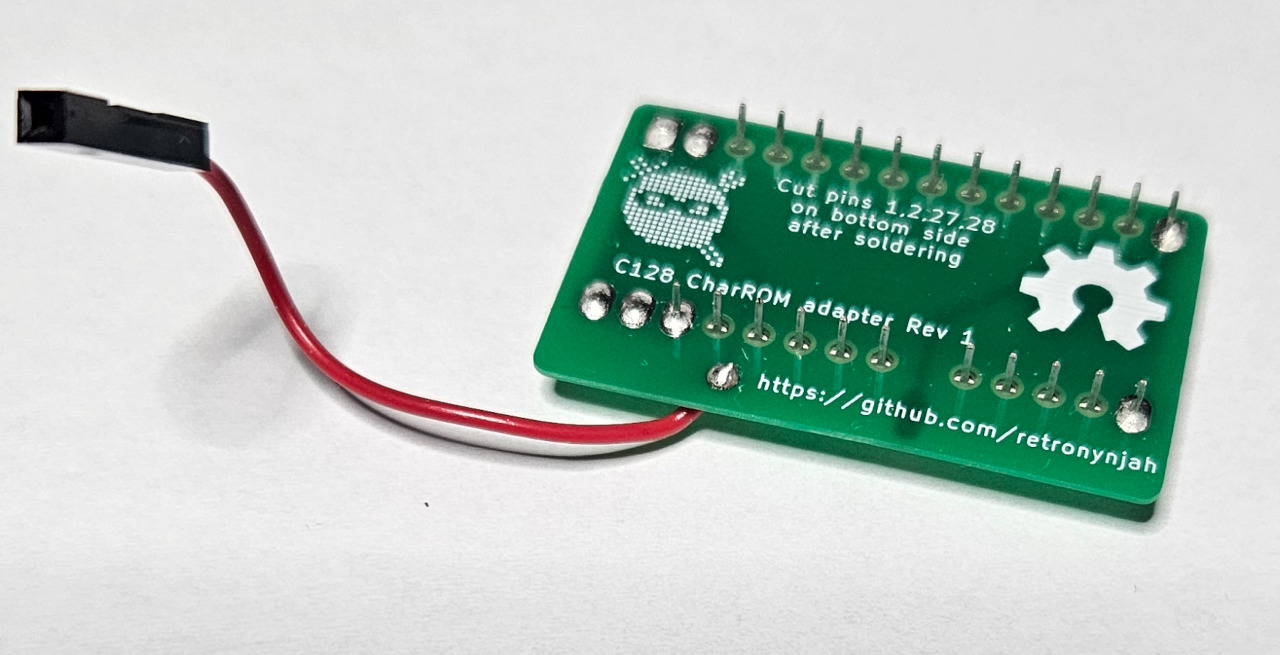 Cut pins 1,2,27,28
on bottom side
after soldering
C128 CharROM adapter Rev 1
https://github.com/retronynjah